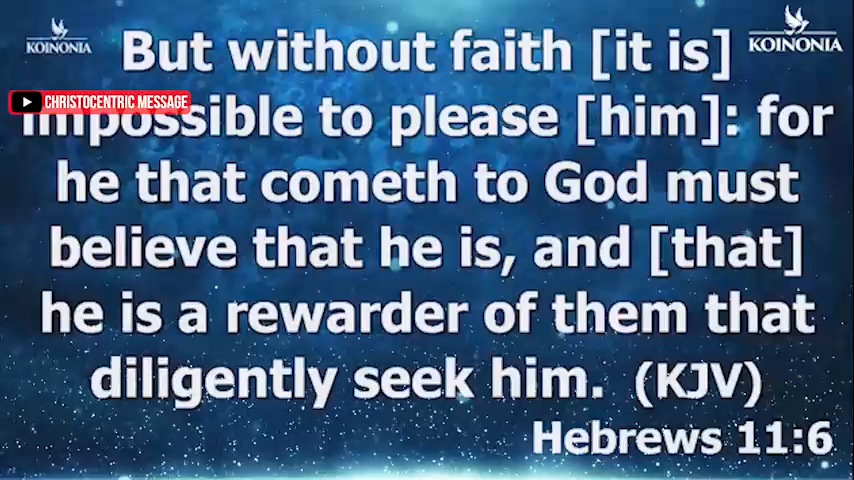 KOINONIA
KOINONIA
But without faith [it is]
CHRISTOCENTRIC MESSAGE
impossible to please [him]: for
he that cometh to God must
believe that he is, and [that]
he is a rewarder of them that
diligently seek him. (KJV)
Hebrews 11:6